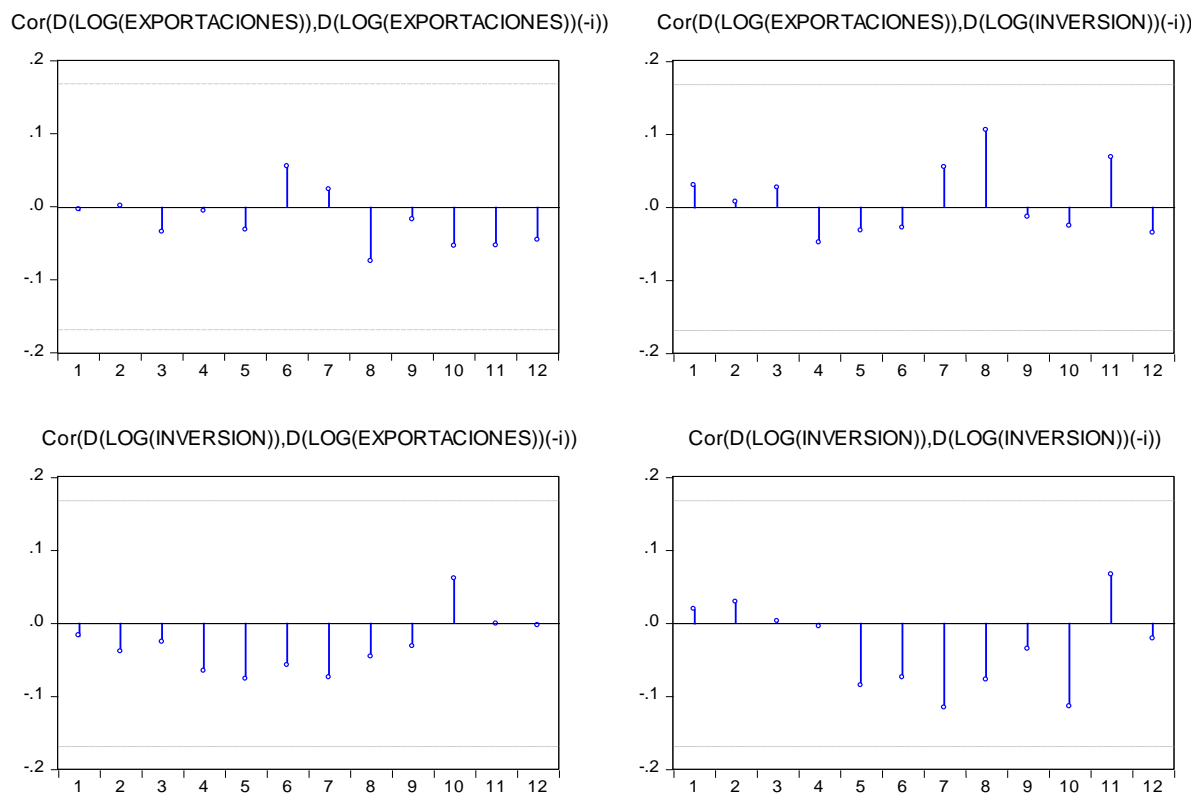 Cor(D(LOG(EXPORTACIONES)),D(LOG(EXPORTACIONES))(-i))
.2
.1
.0
-.1
-.2
1 2 3 4 5 6 7 8 9 10 11 12
Cor(D(LOG(EXPORTACIONES)),D(LOG(INVERSION))(-i))
.2
.1
.0
-.1
-.2
1 2 3 4 5 6 7 8 9 10 11 12
Cor(D(LOG(INVERSION)),D(LOG(EXPORTACIONES))(-i))
.2
.1
.0
-.1
-.2
1 2 3 4 5 6 7 8 9 10 11 12
Cor(D(LOG(INVERSION)),D(LOG(INVERSION))(-i))
.2
.1
.0
-.1
-.2
1 2 3 4 5 6 7 8 9 10 11 12